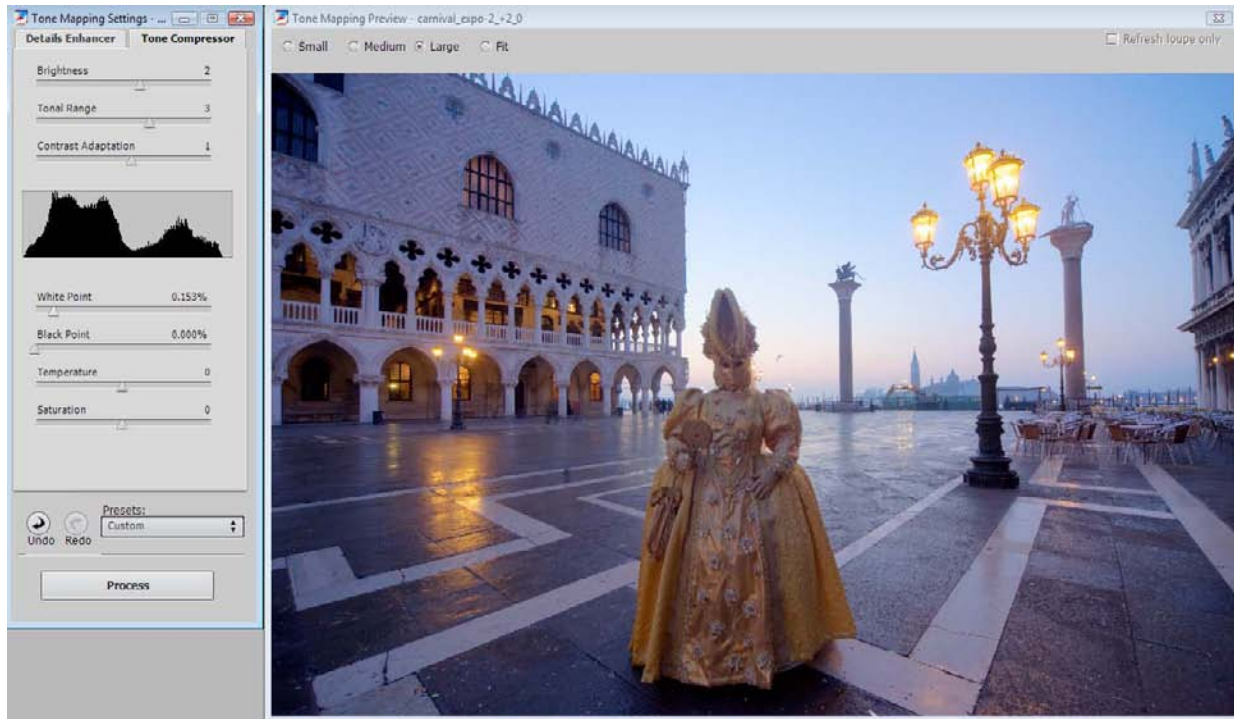 Tone Mapping Settings - ...
Details Enhancer Tone Compressor
Brightness 2
Tonal Range 3
Contrast Adaptation 1
White Point 0.153%
Black Point 0.000%
Temperature 0
Saturation 0
Presets:
Custom
Undo Redo
Process
Tone Mapping Preview - carnival_expo-2_+2_0
Small Medium Large Fit
Refresh loupe only